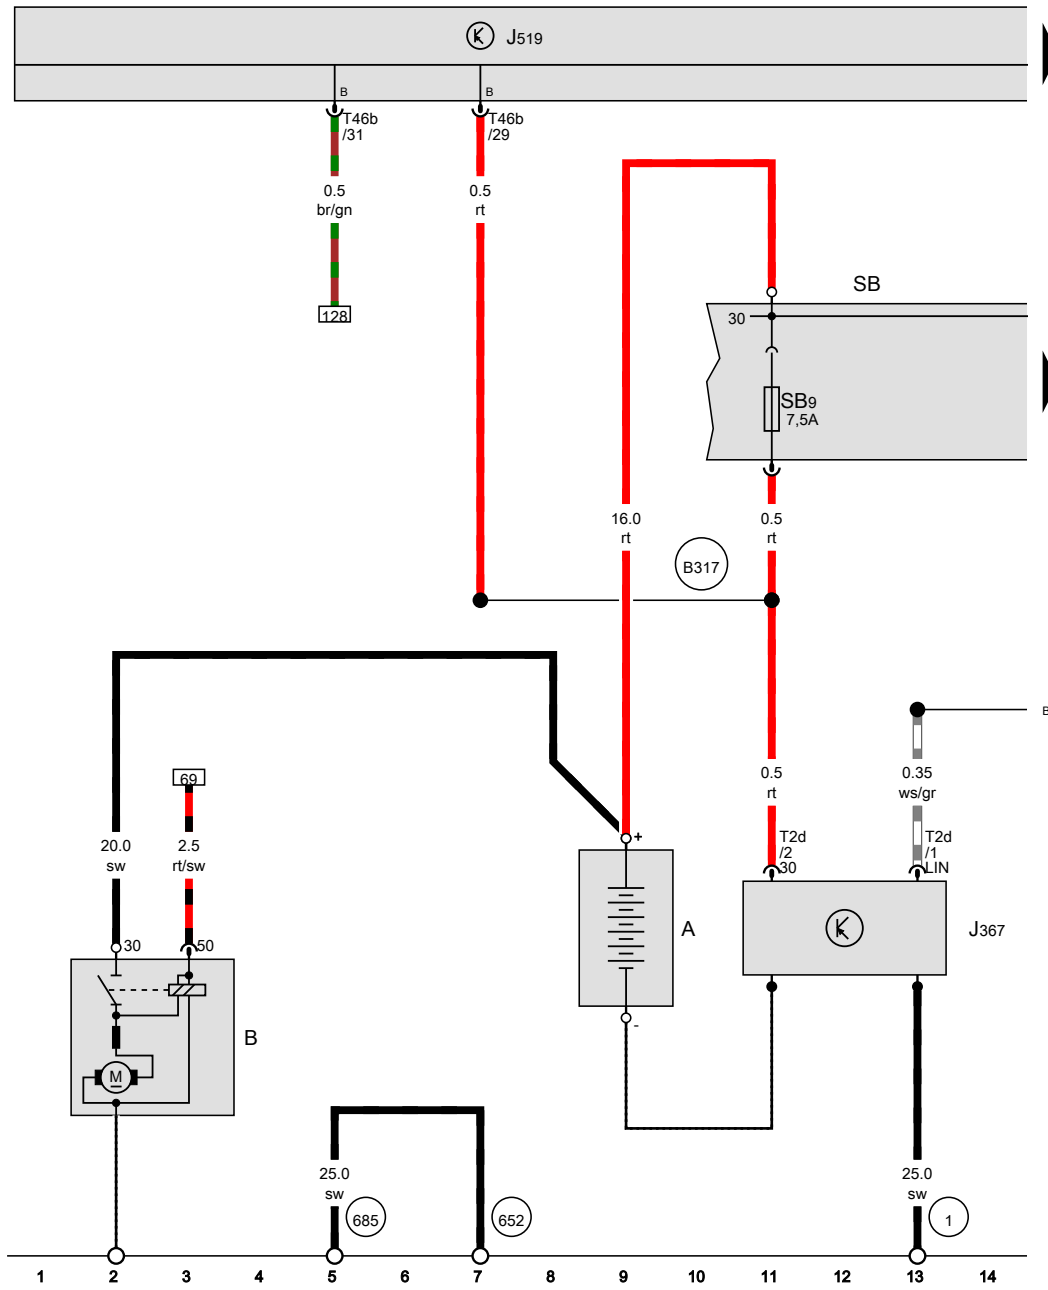 J519
B
B
T46b
/31
T46b
/29
0.5
br/gn
0.5
rt
128
SB
30
SB9
7,5A
16.0
rt
0.5
rt
B317
B
69
0.5
rt
0.35
ws/gr
20.0
sw
2.5
rt/sw
T2d
/2
30
T2d
/1
LIN
+
30
50
A
J367
-
B
M
25.0
sw
685
652
25.0
sw
1
1 2 3 4 5 6 7 8 9 10 11 12 13 14